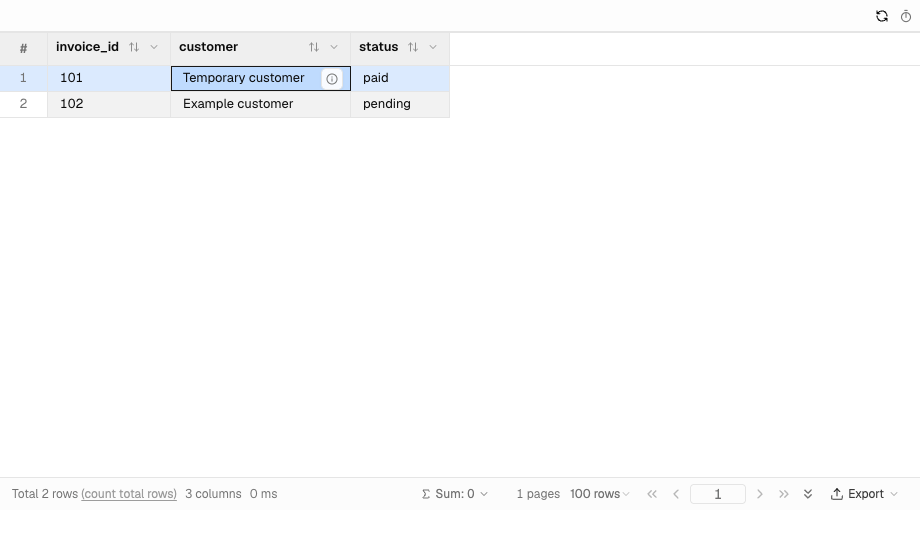 # invoice_id customer status
1 101 Temporary customer paid
2 102 Example customer pending
Total 2 rows (count total rows) 3 columns 0 ms Σ Sum: 0 1 pages 100 rows 1 Export